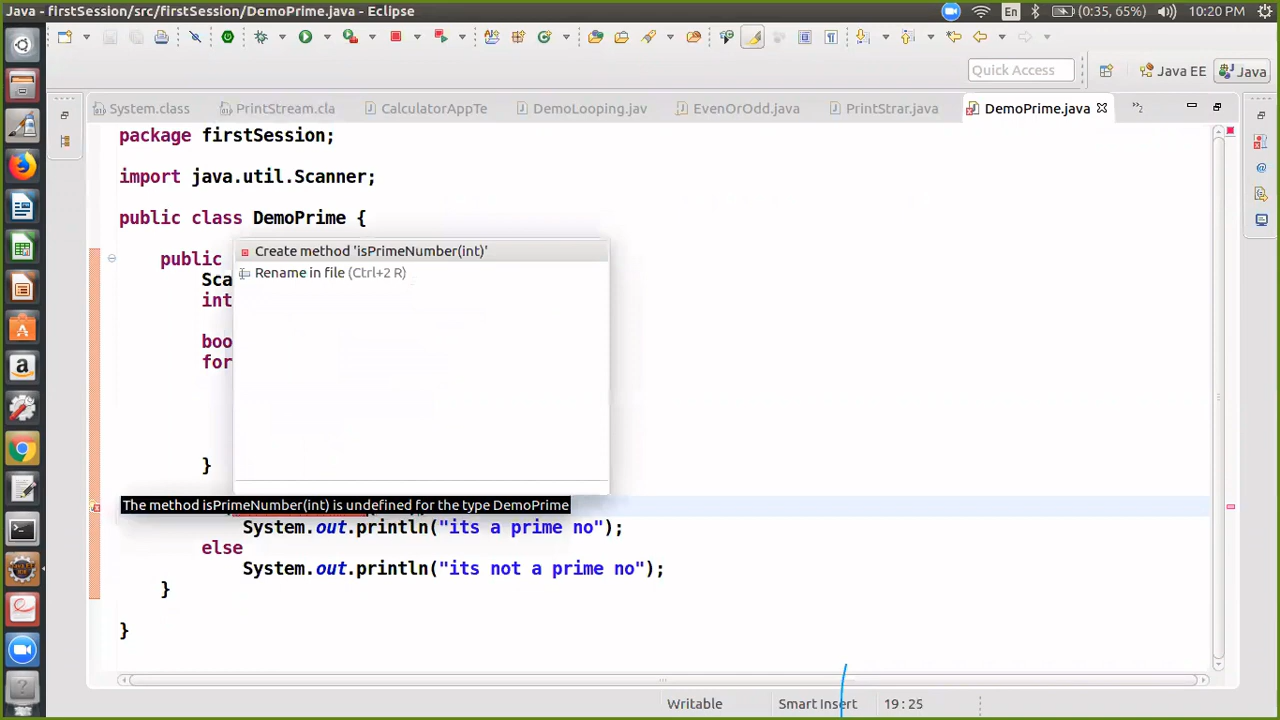 Java - firstSession/src/firstSession/DemoPrime.java - Eclipse
En
(0:35, 65%)
10:20 PM
Quick Access
Java EE
Java
System.class
PrintStream.cla
CalculatorAppTe
DemoLooping.jav
EvenOrOdd.java
PrintStrar.java
DemoPrime.java
package firstSession;
import java.util.Scanner;
public class DemoPrime {
Create method 'isPrimeNumber(int)'
public
Rename in file (Ctrl+2 R)
Sca
int
boo
for
}
The method isPrimeNumber(int) is undefined for the type DemoPrime
System.out.println("its a prime no");
else
System.out.println("its not a prime no");
}
}
Writable
Smart Insert
19 : 25